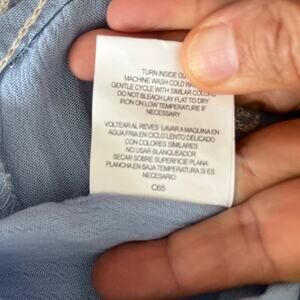 TURN INSIDE OU
MACHINE WASH COLD WA
GENTLE CYCLE WITH SIMILAR COLORS
DO NOT BLEACH LAY FLAT TO DRY
IRON ON LOW TEMPERATURE IF
NECESSARY
VOLTEAR AL REVES LAVAR A MAQUINA EN
AGUA FRIA EN CICLO LENTO DELICADO
CON COLORES SIMILARES
NO USAR BLANQUEADOR
SECAR SOBRE SUPERFICIE PLANA
PLANCHA EN BAJA TEMPERATURA SI ES
NECESARIO
C65